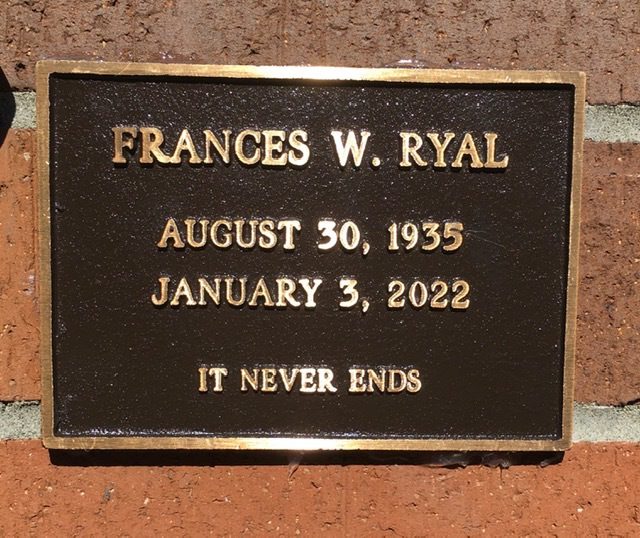 FRANCES W. RYAL
AUGUST 30, 1935
JANUARY 3, 2022
IT NEVER ENDS